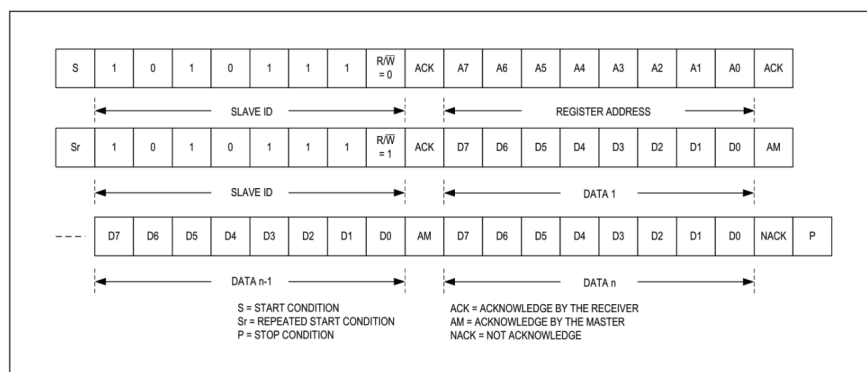 S 1 0 1 0 1 1 1 R/W̅ = 0 ACK A7 A6 A5 A4 A3 A2 A1 A0 ACK
SLAVE ID REGISTER ADDRESS
Sr 1 0 1 0 1 1 1 R/W̅ = 1 ACK D7 D6 D5 D4 D3 D2 D1 D0 AM
SLAVE ID DATA 1
D7 D6 D5 D4 D3 D2 D1 D0 AM D7 D6 D5 D4 D3 D2 D1 D0 NACK P
DATA n-1 DATA n
S = START CONDITION
Sr = REPEATED START CONDITION
P = STOP CONDITION
ACK = ACKNOWLEDGE BY THE RECEIVER
AM = ACKNOWLEDGE BY THE MASTER
NACK = NOT ACKNOWLEDGE